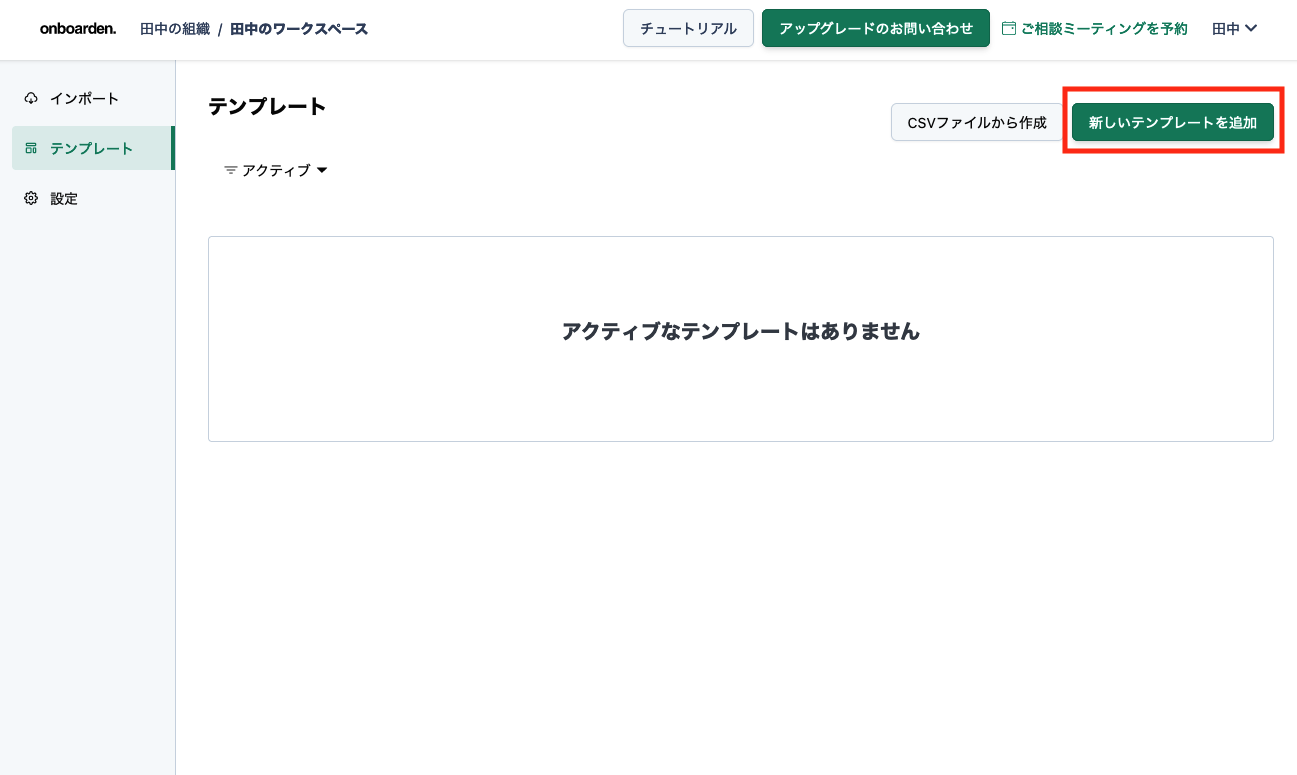 onboarden. 田中の組織 / 田中のワークスペース チュートリアル アップグレードのお問い合わせ ご相談ミーティングを予約 田中
インポート
テンプレート
設定
テンプレート
CSVファイルから作成 新しいテンプレートを追加
アクティブ
アクティブなテンプレートはありません